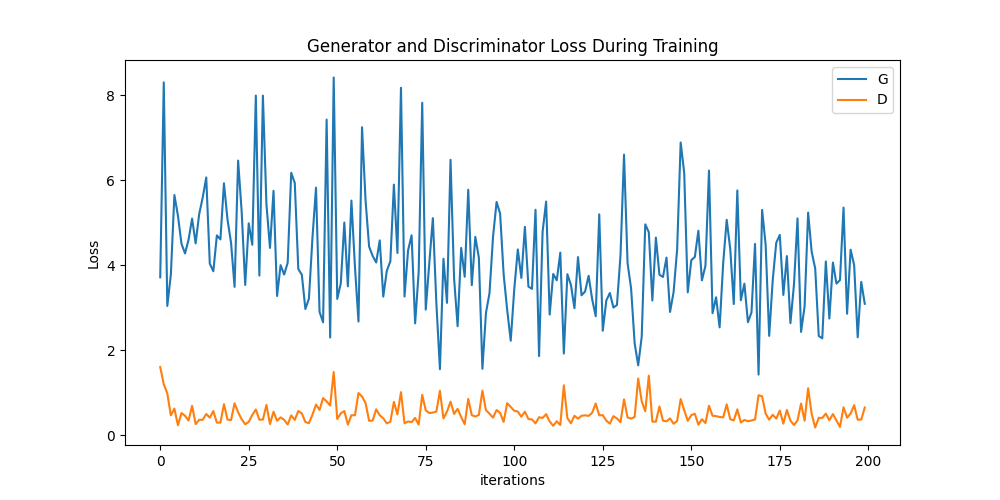 Generator and Discriminator Loss During Training
G
D
8
6
4
2
0
Loss
0 25 50 75 100 125 150 175 200
iterations